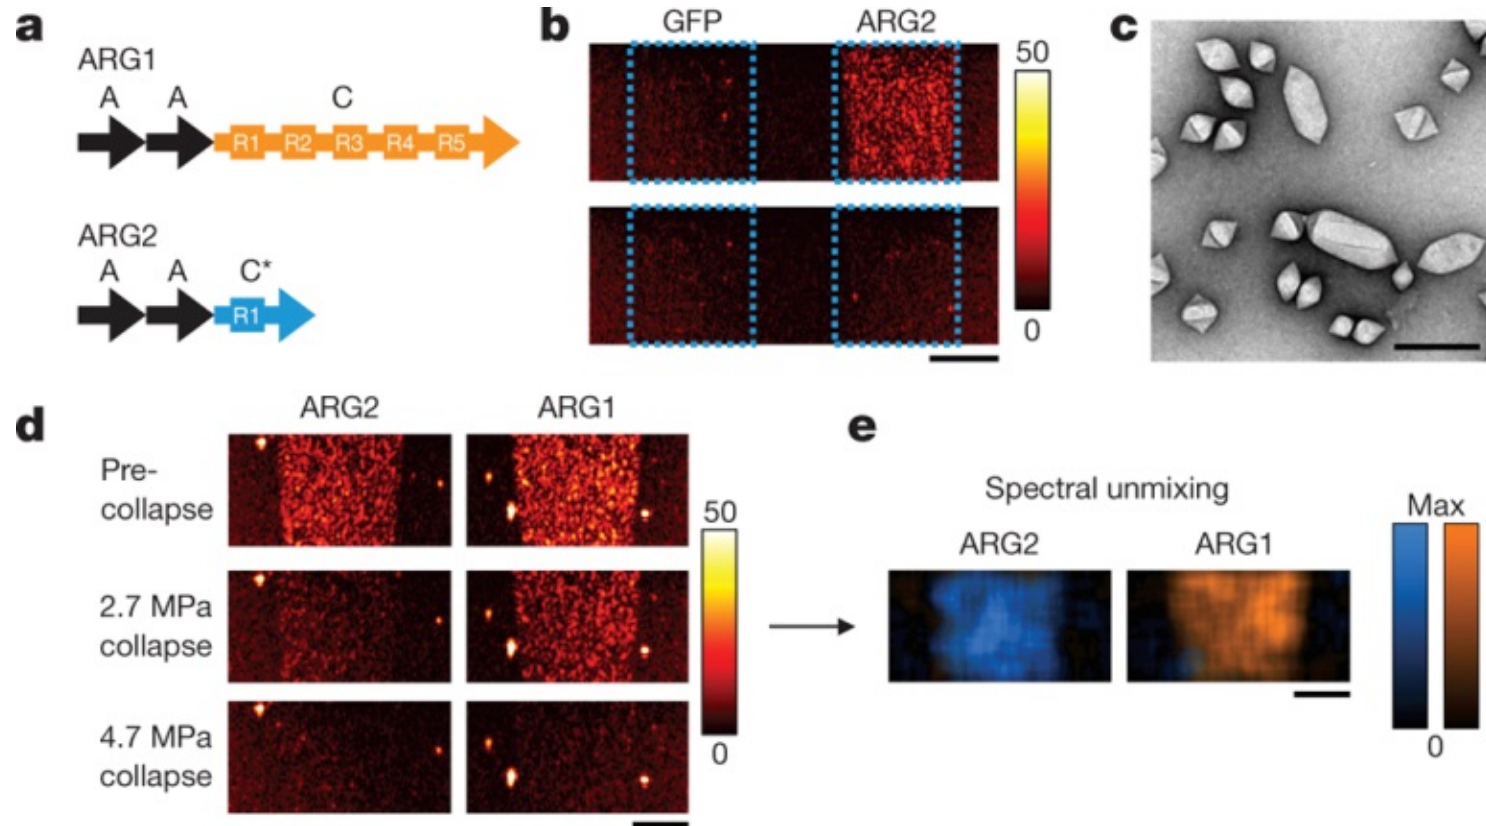 a
ARG1
A A C
R1 R2 R3 R4 R5
ARG2
A A C*
R1
b
GFP ARG2
50
0
c
d
ARG2 ARG1
Pre-
collapse
2.7 MPa
collapse
4.7 MPa
collapse
50
0
e
Spectral unmixing
ARG2 ARG1
Max
0